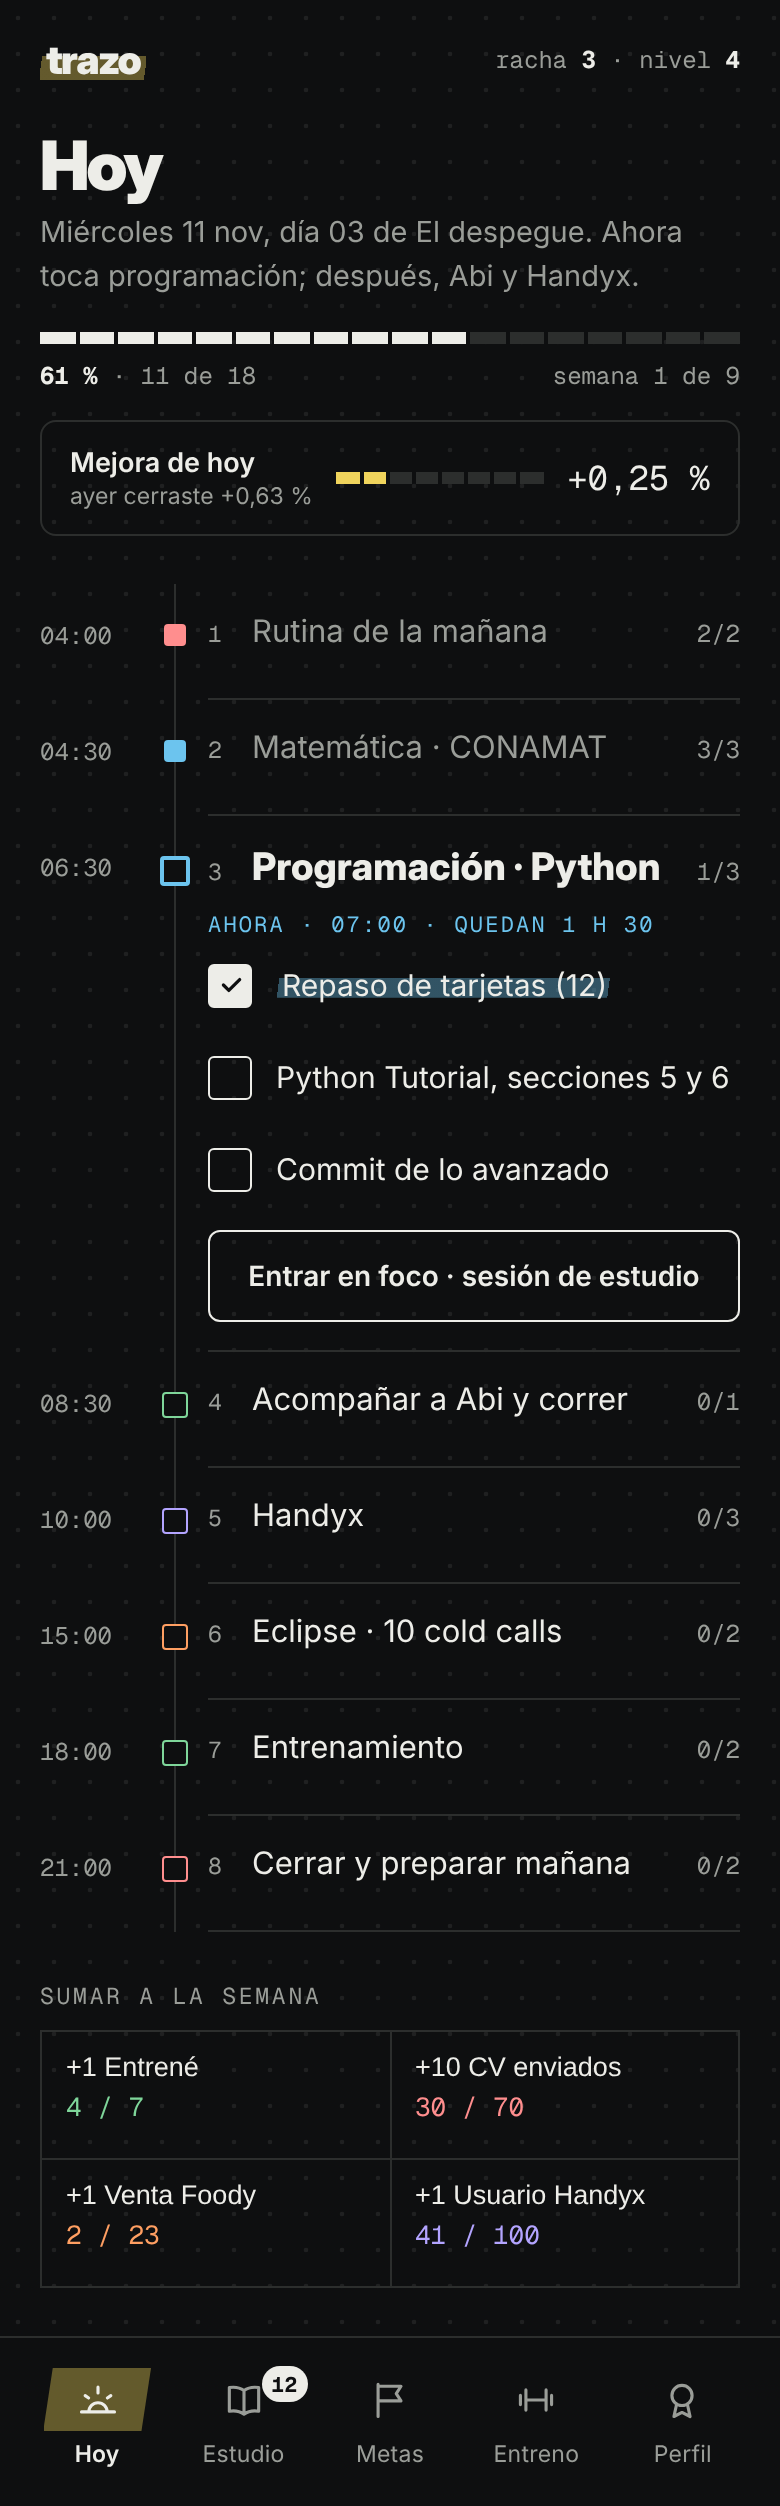 trazo
racha 3 · nivel 4
Hoy
Miércoles 11 nov, día 03 de El despegue. Ahora
toca programación; después, Abi y Handyx.
61 % · 11 de 18
semana 1 de 9
Mejora de hoy
ayer cerraste +0,63 %
+0,25 %
04:00 1 Rutina de la mañana 2/2
04:30 2 Matemática · CONAMAT 3/3
06:30 3 Programación · Python 1/3
AHORA · 07:00 · QUEDAN 1 H 30
Repaso de tarjetas (12)
Python Tutorial, secciones 5 y 6
Commit de lo avanzado
Entrar en foco · sesión de estudio
08:30 4 Acompañar a Abi y correr 0/1
10:00 5 Handyx 0/3
15:00 6 Eclipse · 10 cold calls 0/2
18:00 7 Entrenamiento 0/2
21:00 8 Cerrar y preparar mañana 0/2
SUMAR A LA SEMANA
+1 Entrené
4 / 7
+10 CV enviados
30 / 70
+1 Venta Foody
2 / 23
+1 Usuario Handyx
41 / 100
12
Hoy Estudio Metas Entreno Perfil